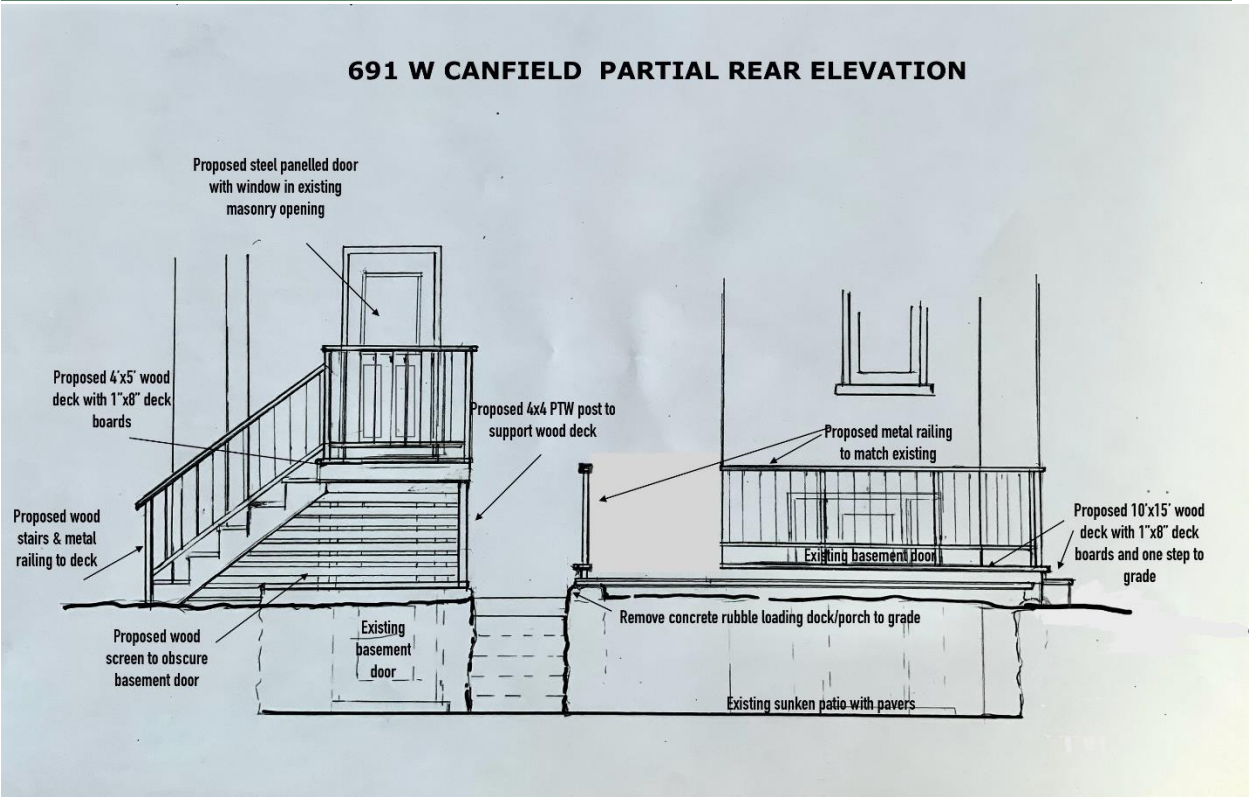 691 W CANFIELD PARTIAL REAR ELEVATION
Proposed steel panelled door
with window in existing
masonry opening
Proposed 4'x5' wood
deck with 1"x8" deck
boards
Proposed 4x4 PTW post to
support wood deck
Proposed metal railing
to match existing
Proposed wood
stairs & metal
railing to deck
Proposed 10'x15' wood
deck with 1"x8" deck
boards and one step to
grade
Existing basement door
Remove concrete rubble loading dock/porch to grade
Proposed wood
screen to obscure
basement door
Existing
basement
door
Existing sunken patio with pavers